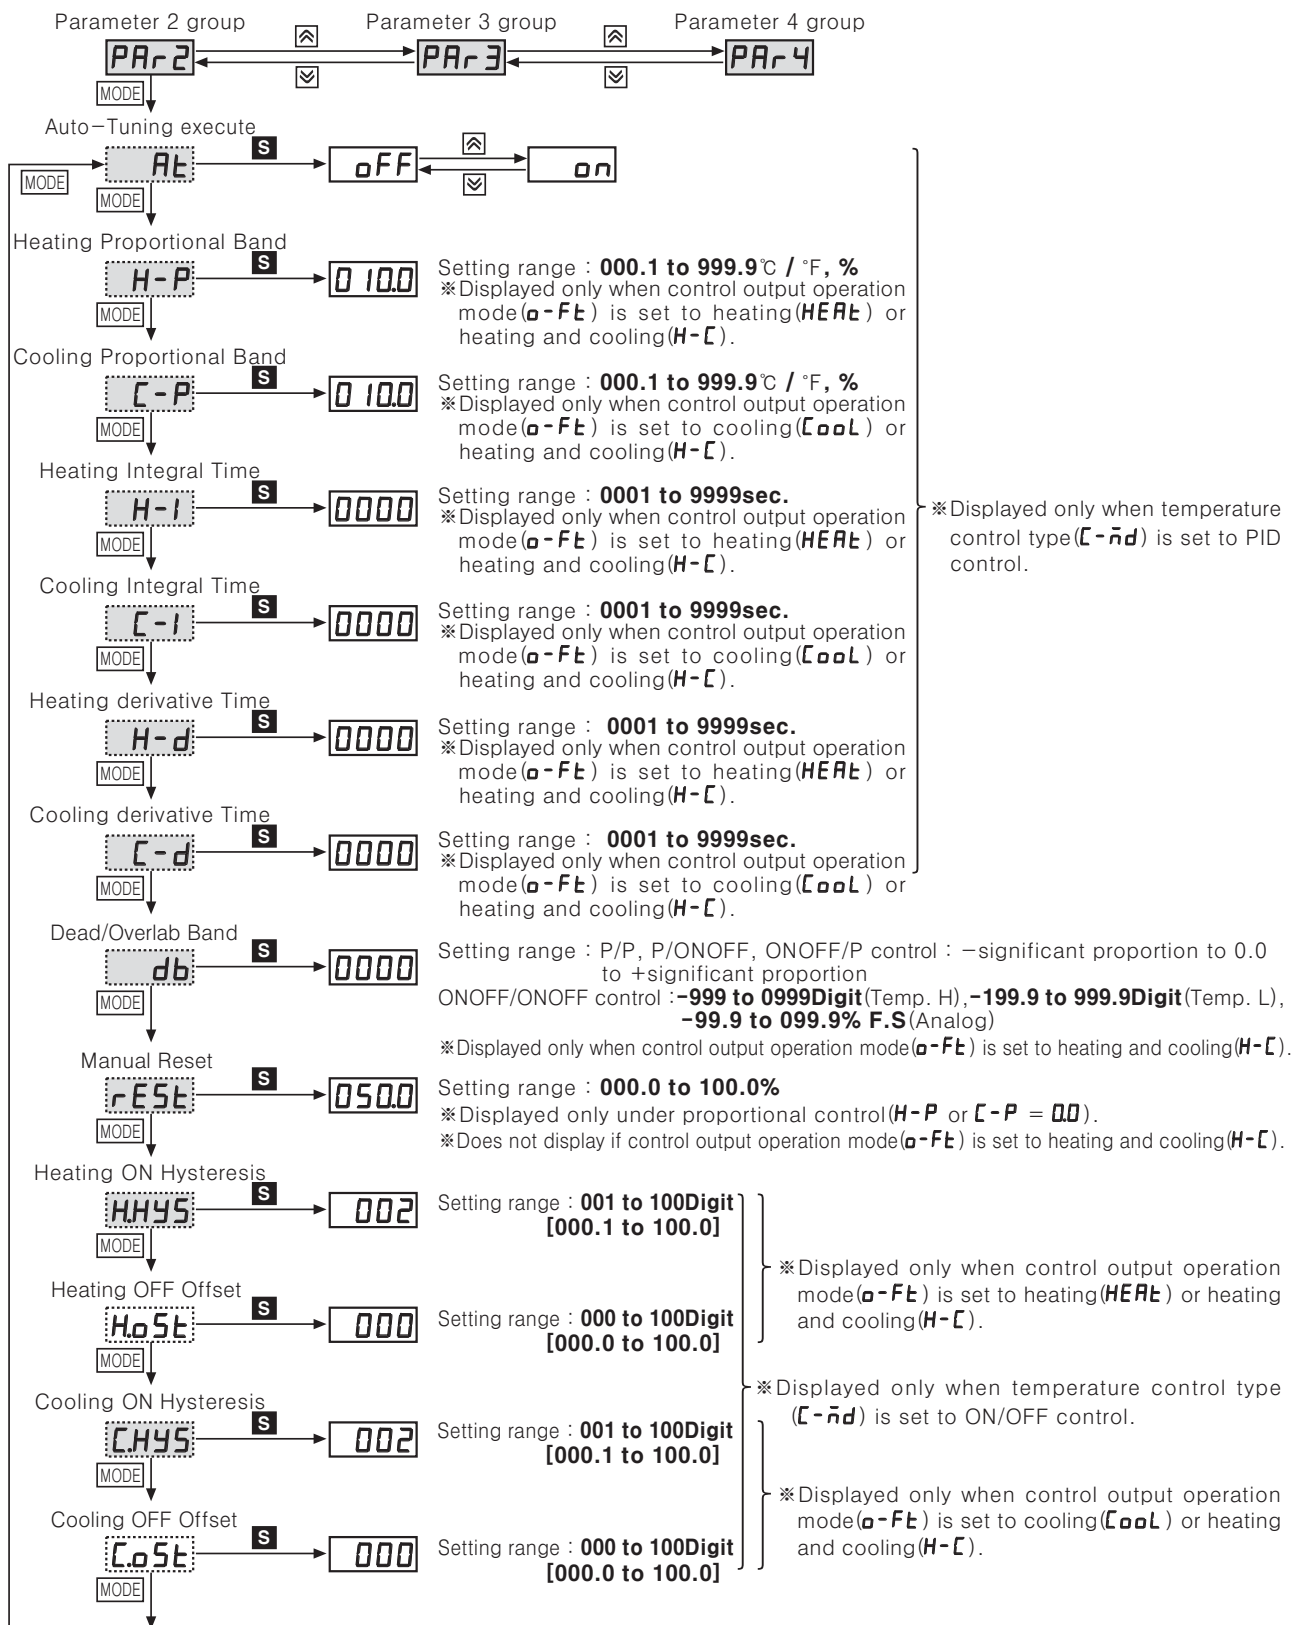 Parameter 2 group Parameter 3 group Parameter 4 group
PAr2 PAr3 PAr4
MODE
Auto-Tuning execute
At S oFF on
MODE
MODE
Heating Proportional Band
H-P S 010.0
Setting range : 000.1 to 999.9℃ / °F, %
※Displayed only when control output operation
mode(o-Ft) is set to heating(HEAt) or
heating and cooling(H-C).
MODE
Cooling Proportional Band
C-P S 010.0
Setting range : 000.1 to 999.9℃ / °F, %
※Displayed only when control output operation
mode(o-Ft) is set to cooling(CooL) or
heating and cooling(H-C).
MODE
Heating Integral Time
H-I S 0000
Setting range : 0001 to 9999sec.
※Displayed only when control output operation
mode(o-Ft) is set to heating(HEAt) or
heating and cooling(H-C).
MODE
※Displayed only when temperature
control type(C-md) is set to PID
control.
Cooling Integral Time
C-I S 0000
Setting range : 0001 to 9999sec.
※Displayed only when control output operation
mode(o-Ft) is set to cooling(CooL) or
heating and cooling(H-C).
MODE
Heating derivative Time
H-d S 0000
Setting range : 0001 to 9999sec.
※Displayed only when control output operation
mode(o-Ft) is set to heating(HEAt) or
heating and cooling(H-C).
MODE
Cooling derivative Time
C-d S 0000
Setting range : 0001 to 9999sec.
※Displayed only when control output operation
mode(o-Ft) is set to cooling(CooL) or
heating and cooling(H-C).
MODE
Dead/Overlab Band
db S 0000
Setting range : P/P, P/ONOFF, ONOFF/P control : -significant proportion to 0.0
to +significant proportion
ONOFF/ONOFF control :-999 to 0999Digit(Temp. H),-199.9 to 999.9Digit(Temp. L),
-99.9 to 099.9% F.S(Analog)
※Displayed only when control output operation mode(o-Ft) is set to heating and cooling(H-C).
MODE
Manual Reset
rESt S 050.0
Setting range : 000.0 to 100.0%
※Displayed only under proportional control(H-P or C-P = 0.0).
※Does not display if control output operation mode(o-Ft) is set to heating and cooling(H-C).
MODE
Heating ON Hysteresis
H.HYS S 002
Setting range : 001 to 100Digit
[000.1 to 100.0]
MODE
※Displayed only when control output operation
mode(o-Ft) is set to heating(HEAt) or heating
and cooling(H-C).
Heating OFF Offset
H.oSt S 000
Setting range : 000 to 100Digit
[000.0 to 100.0]
MODE
※Displayed only when temperature control type
(C-md) is set to ON/OFF control.
Cooling ON Hysteresis
C.HYS S 002
Setting range : 001 to 100Digit
[000.1 to 100.0]
MODE
※Displayed only when control output operation
mode(o-Ft) is set to cooling(CooL) or heating
and cooling(H-C).
Cooling OFF Offset
C.oSt S 000
Setting range : 000 to 100Digit
[000.0 to 100.0]
MODE